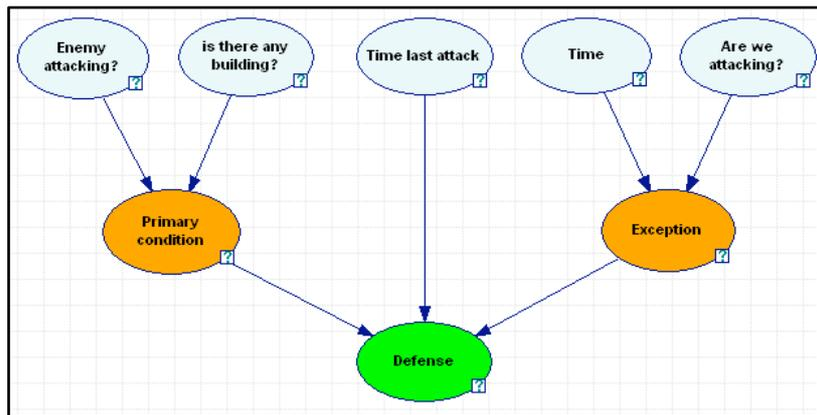 Enemy
attacking?
?
is there any
building?
?
Time last attack
?
Time
?
Are we
attacking?
?
Primary
condition
?
Exception
?
Defense
?